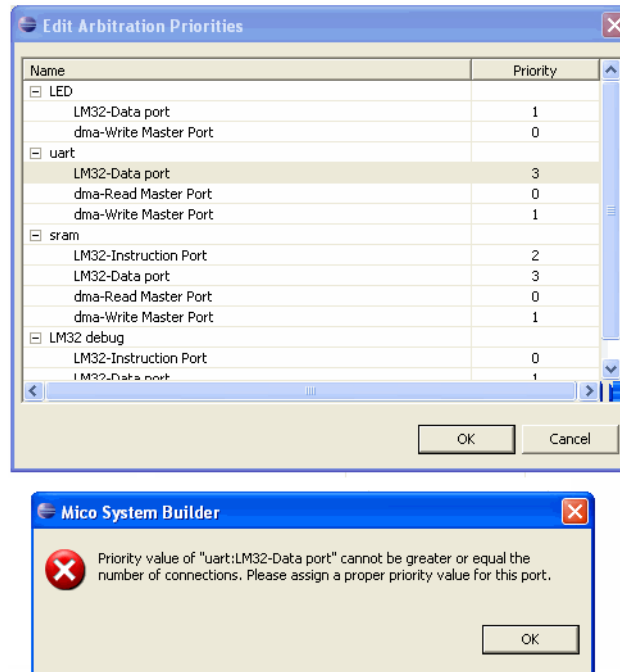 Edit Arbitration Priorities
Name Priority
LED
LM32-Data port 1
dma-Write Master Port 0
uart
LM32-Data port 3
dma-Read Master Port 0
dma-Write Master Port 1
sram
LM32-Instruction Port 2
LM32-Data port 3
dma-Read Master Port 0
dma-Write Master Port 1
LM32 debug
LM32-Instruction Port 0
LM32-Data port 1
OK Cancel
Mico System Builder
Priority value of "uart:LM32-Data port" cannot be greater or equal the
number of connections. Please assign a proper priority value for this port.
OK